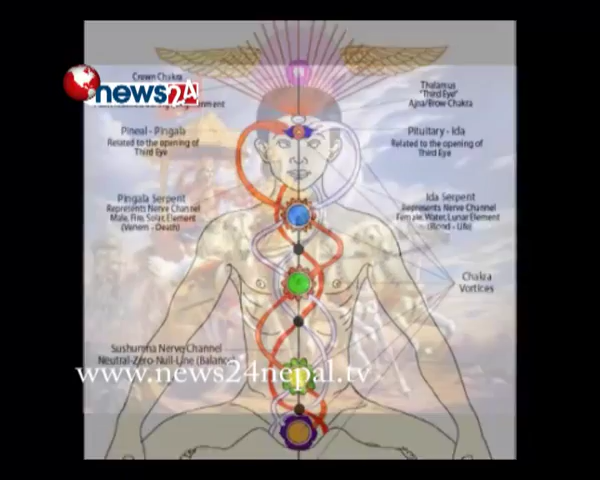 Crown Chakra
news24
Thalamus
"Third Eye"
Ajna/Brow Chakra
Pineal - Pingala
Related to the opening of
Third Eye
Pituitary - Ida
Related to the opening of
Third Eye
Pingala Serpent
Represents Nerve Channel
Male, Fire, Solar, Element
(Venom - Death)
Ida Serpent
Represents Nerve Channel
Female, Water, Lunar Element
(Blood - Life)
Chakra
Vortices
Sushumna Nerve Channel
Neutral-Zero-Null-Line (Balance)
www.news24nepal.tv